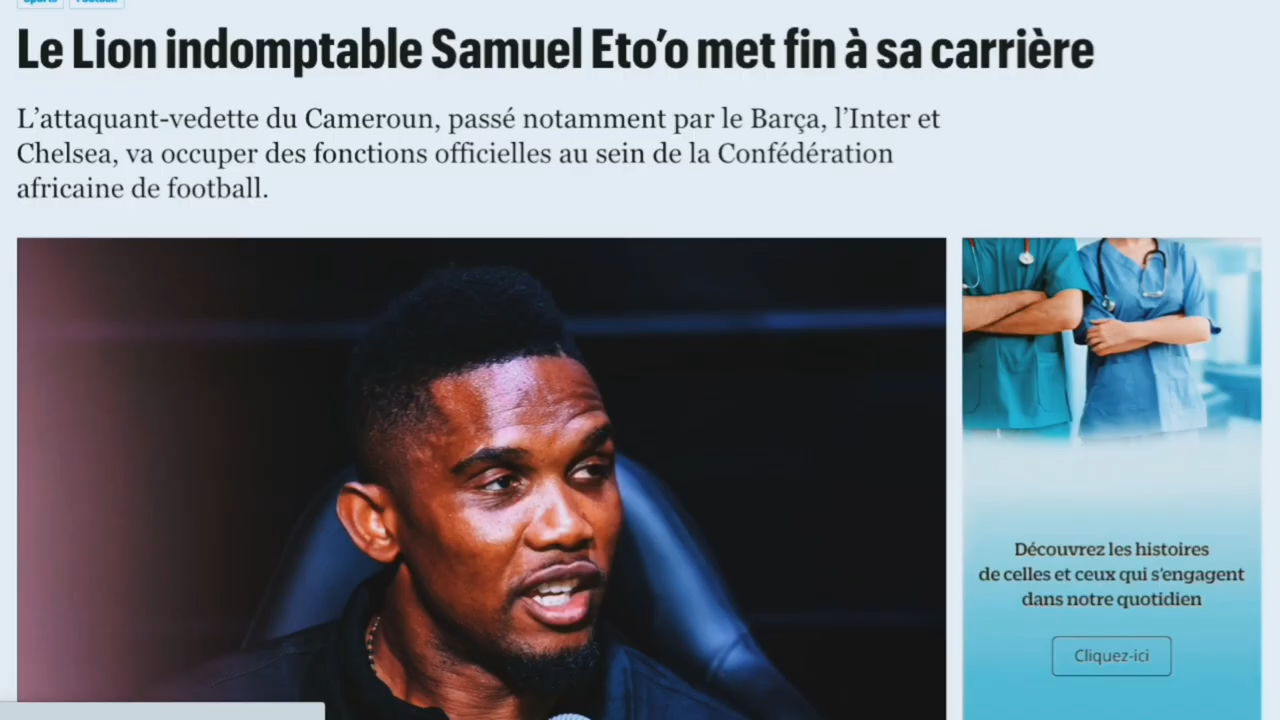 Le Lion indomptable Samuel Eto’o met fin à sa carrière
L’attaquant-vedette du Cameroun, passé notamment par le Barça, l’Inter et
Chelsea, va occuper des fonctions officielles au sein de la Confédération
africaine de football.
Découvrez les histoires
de celles et ceux qui s'engagent
dans notre quotidien
Cliquez-ici